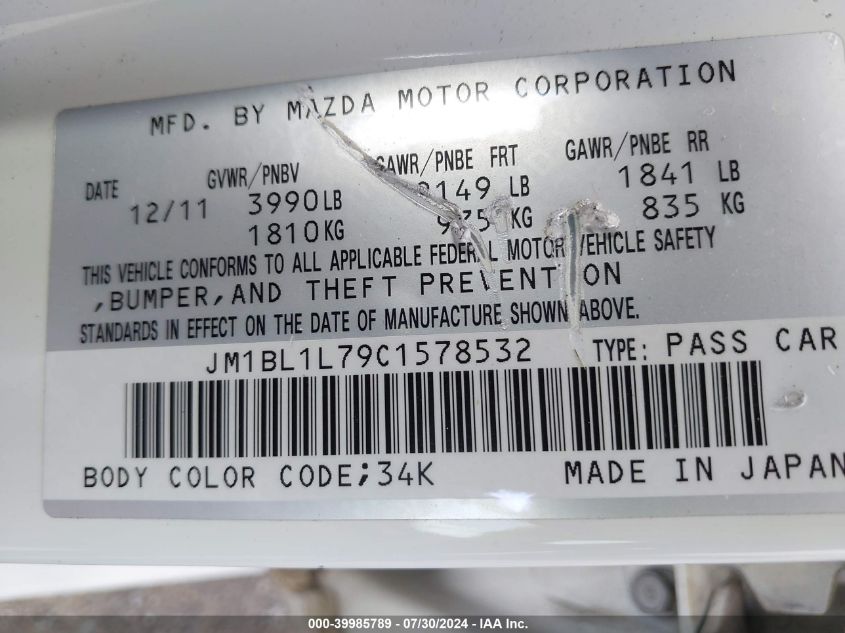 MFD. BY MAZDA MOTOR CORPORATION
DATE GVWR/PNBV GAWR/PNBE FRT GAWR/PNBE RR
12/11 3990LB 149 LB 1841 LB
1810KG KG 835 KG
THIS VEHICLE CONFORMS TO ALL APPLICABLE FEDERAL MOTOR VEHICLE SAFETY
,BUMPER,AND THEFT PREVENTION
STANDARDS IN EFFECT ON THE DATE OF MANUFACTURE SHOWN ABOVE.
JM1BL1L79C1578532 TYPE: PASS CAR
BODY COLOR CODE;34K MADE IN JAPAN
000-39985789 / 07/30/2024 - IAA Inc.